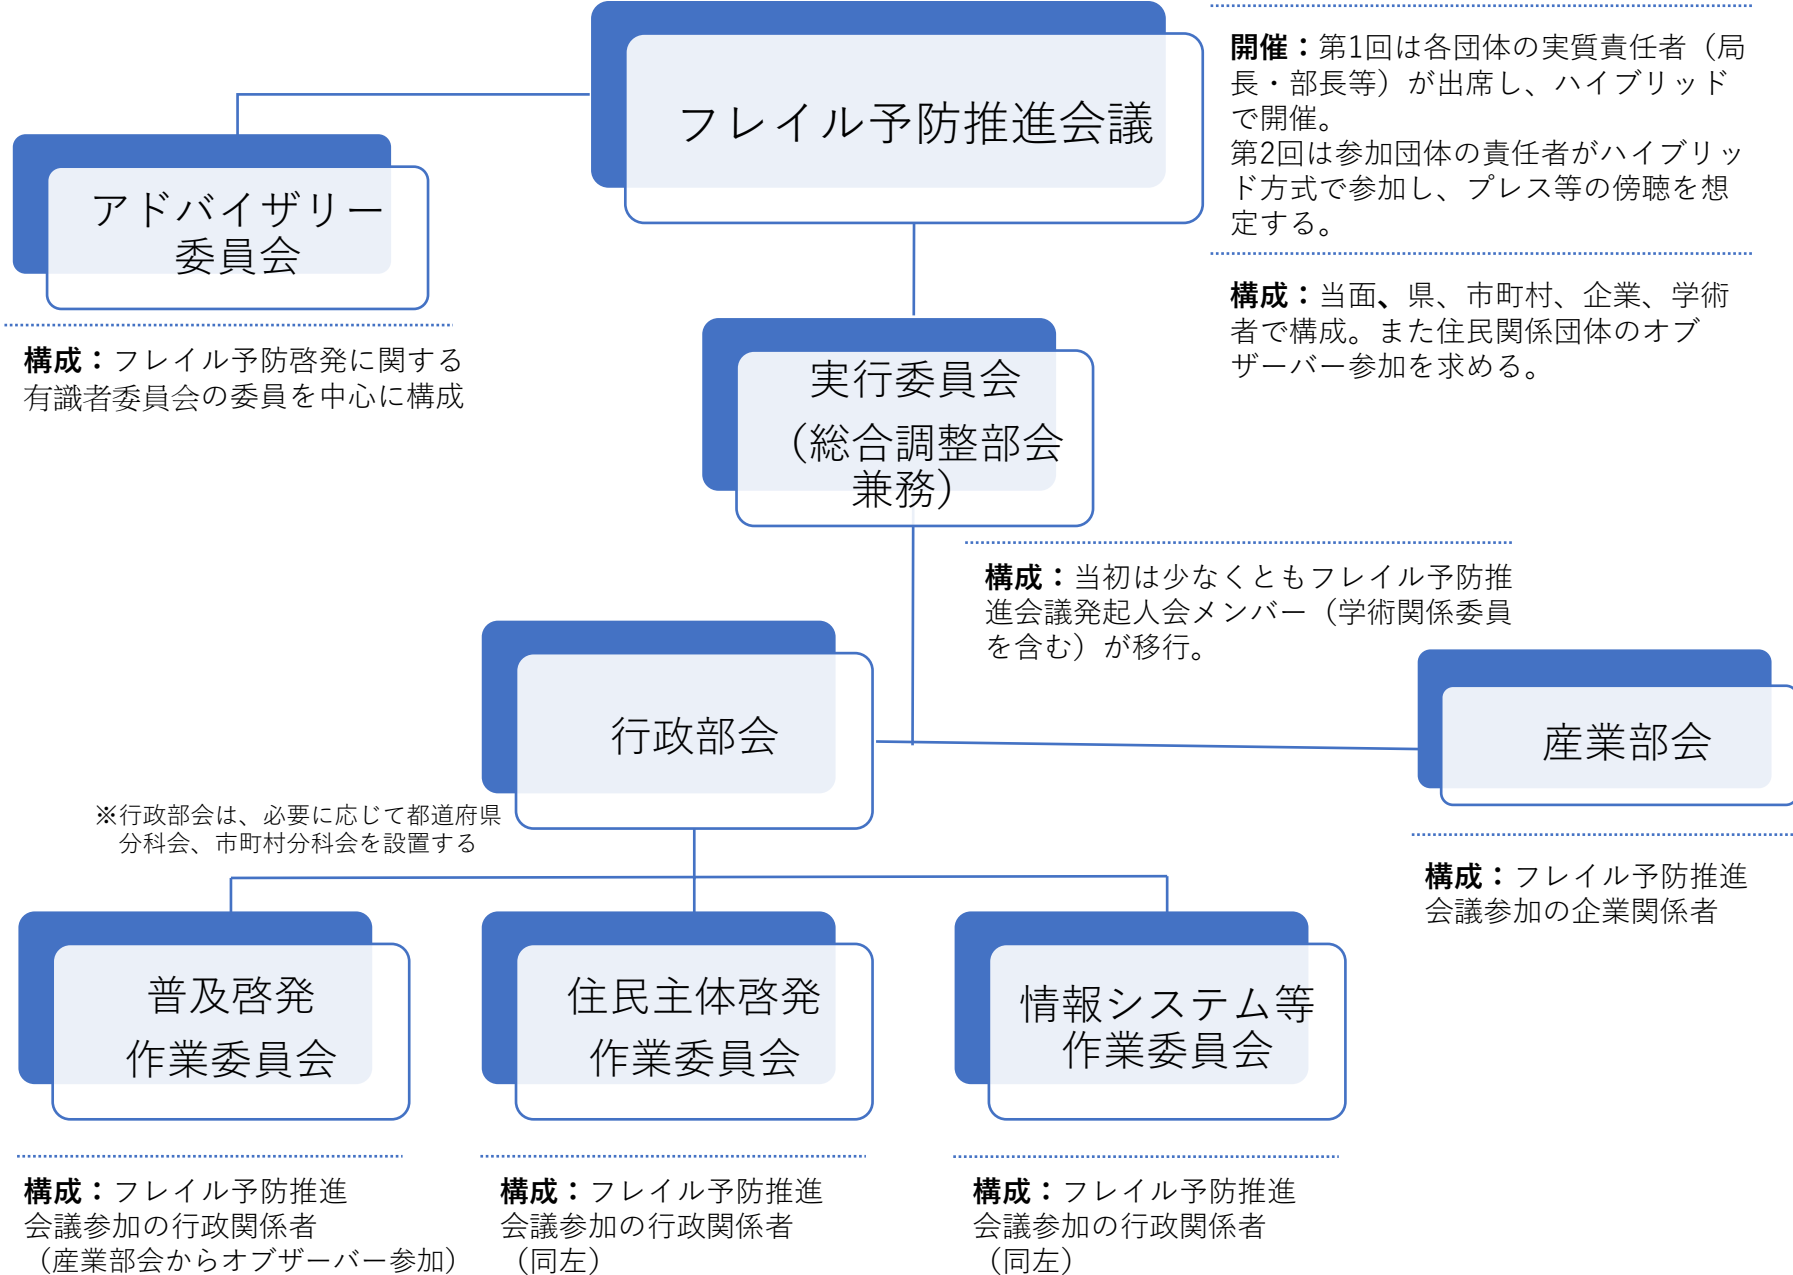 フレイル予防推進会議
開催：第1回は各団体の実質責任者（局
長・部長等）が出席し、ハイブリッド
で開催。
第2回は参加団体の責任者がハイブリッ
ド方式で参加し、プレス等の傍聴を想
定する。
構成：当面、県、市町村、企業、学術
者で構成。また住民関係団体のオブ
ザーバー参加を求める。
アドバイザリー
委員会
構成：フレイル予防啓発に関する
有識者委員会の委員を中心に構成
実行委員会
（総合調整部会
兼務）
構成：当初は少なくともフレイル予防推
進会議発起人会メンバー（学術関係委員
を含む）が移行。
行政部会
※行政部会は、必要に応じて都道府県
分科会、市町村分科会を設置する
産業部会
構成：フレイル予防推進
会議参加の企業関係者
普及啓発
作業委員会
構成：フレイル予防推進
会議参加の行政関係者
（産業部会からオブザーバー参加）
住民主体啓発
作業委員会
構成：フレイル予防推進
会議参加の行政関係者
（同左）
情報システム等
作業委員会
構成：フレイル予防推進
会議参加の行政関係者
（同左）